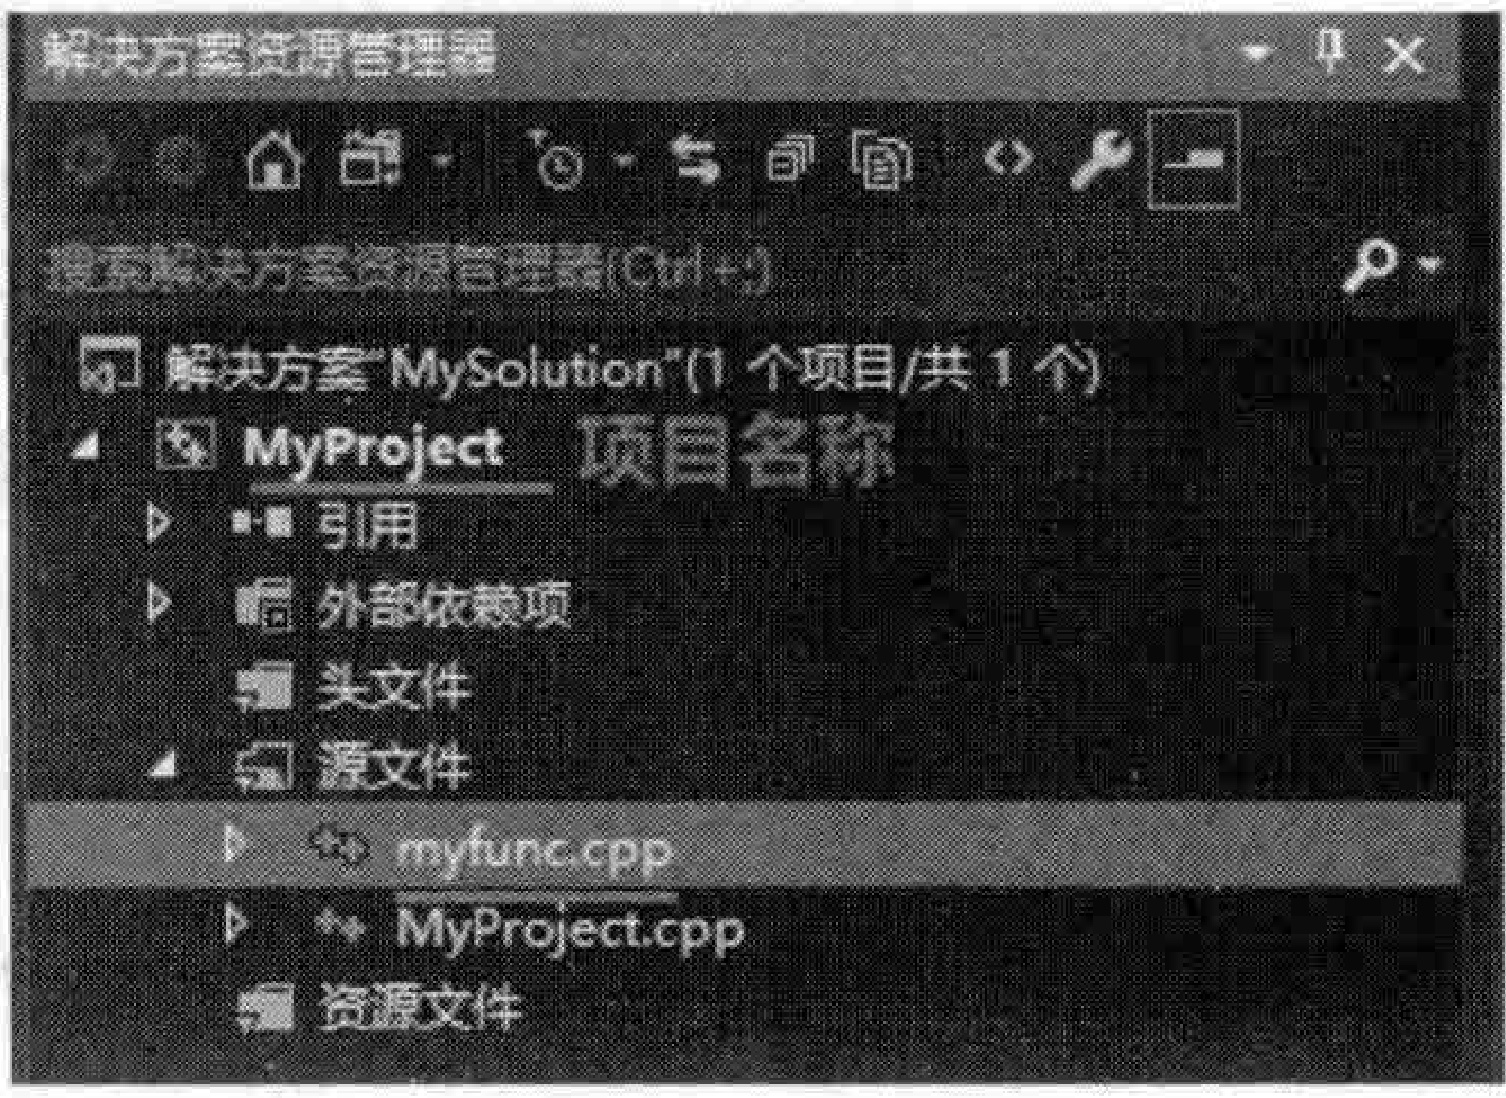 解决方案资源管理器
搜索解决方案资源管理器(Ctrl+;)
解决方案"MySolution"(1 个项目/共 1 个)
MyProject 项目名称
引用
外部依赖项
头文件
源文件
myfunc.cpp
MyProject.cpp
资源文件